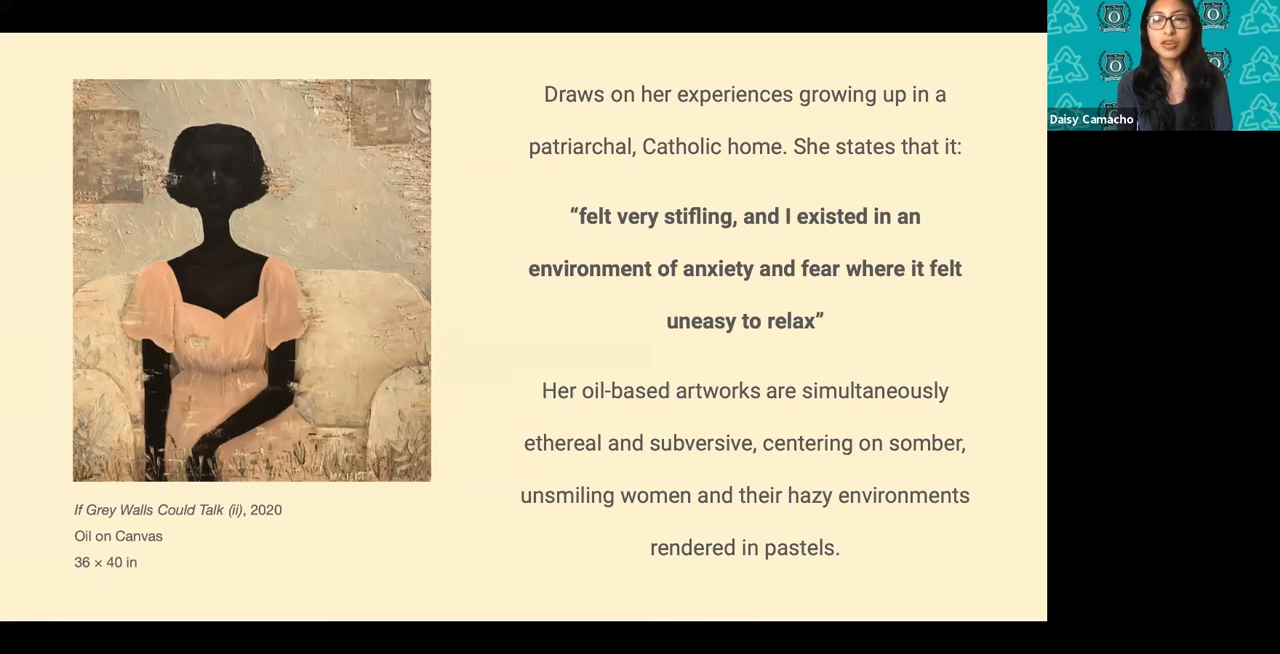 Draws on her experiences growing up in a
patriarchal, Catholic home. She states that it:
“felt very stifling, and I existed in an
environment of anxiety and fear where it felt
uneasy to relax”
Her oil-based artworks are simultaneously
ethereal and subversive, centering on somber,
unsmiling women and their hazy environments
rendered in pastels.
If Grey Walls Could Talk (ii), 2020
Oil on Canvas
36 × 40 in
Daisy Camacho